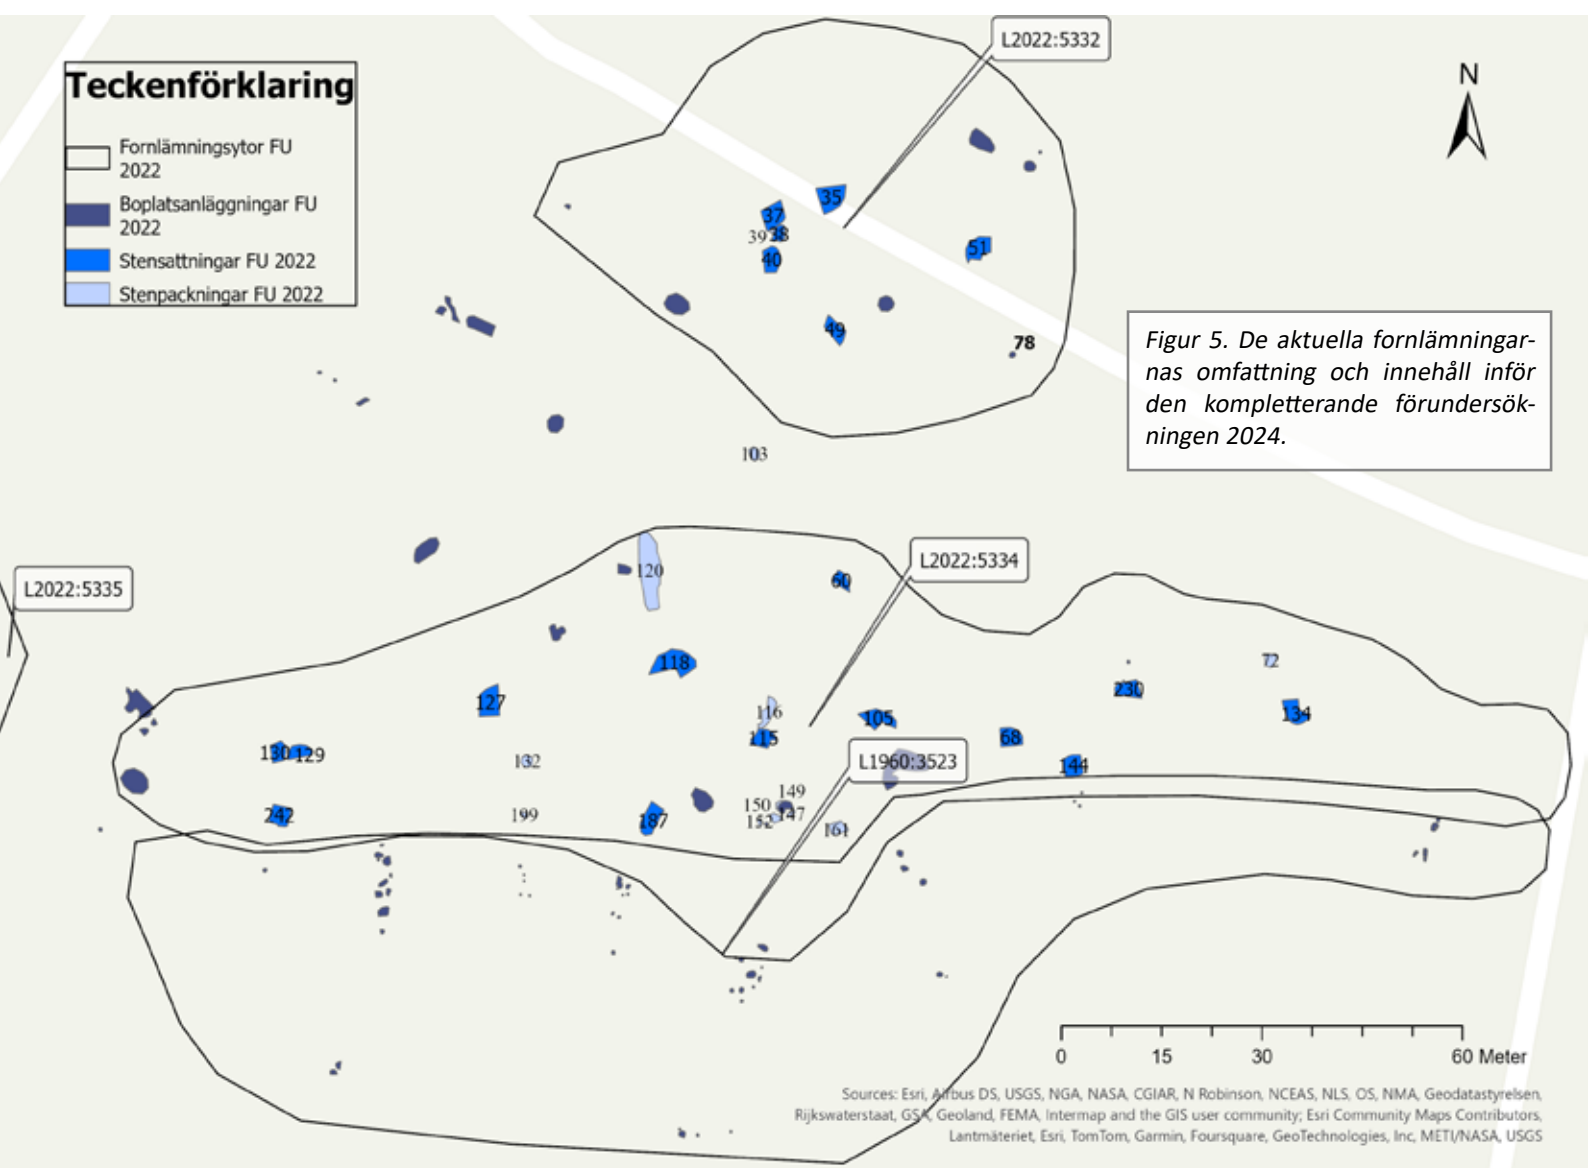 L2022:5332
N
Teckenförklaring
Fornlämningsytor FU
2022
Boplatsanläggningar FU
2022
Stensattningar FU 2022
Stenpackningar FU 2022
35
37
39 38
40
51
49
78
Figur 5. De aktuella fornlämningar-
nas omfattning och innehåll inför
den kompletterande förundersök-
ningen 2024.
103
L2022:5334
L2022:5335
120
60
118
72
127
230
116
134
105
115
68
130 129
132
L1960:3523
144
149
150
147
152
242
199
187
161
0 15 30 60 Meter
Sources: Esri, Airbus DS, USGS, NGA, NASA, CGIAR, N Robinson, NCEAS, NLS, OS, NMA, Geodatastyrelsen,
Rijkswaterstaat, GSA, Geoland, FEMA, Intermap and the GIS user community; Esri Community Maps Contributors,
Lantmäteriet, Esri, TomTom, Garmin, Foursquare, GeoTechnologies, Inc, METI/NASA, USGS